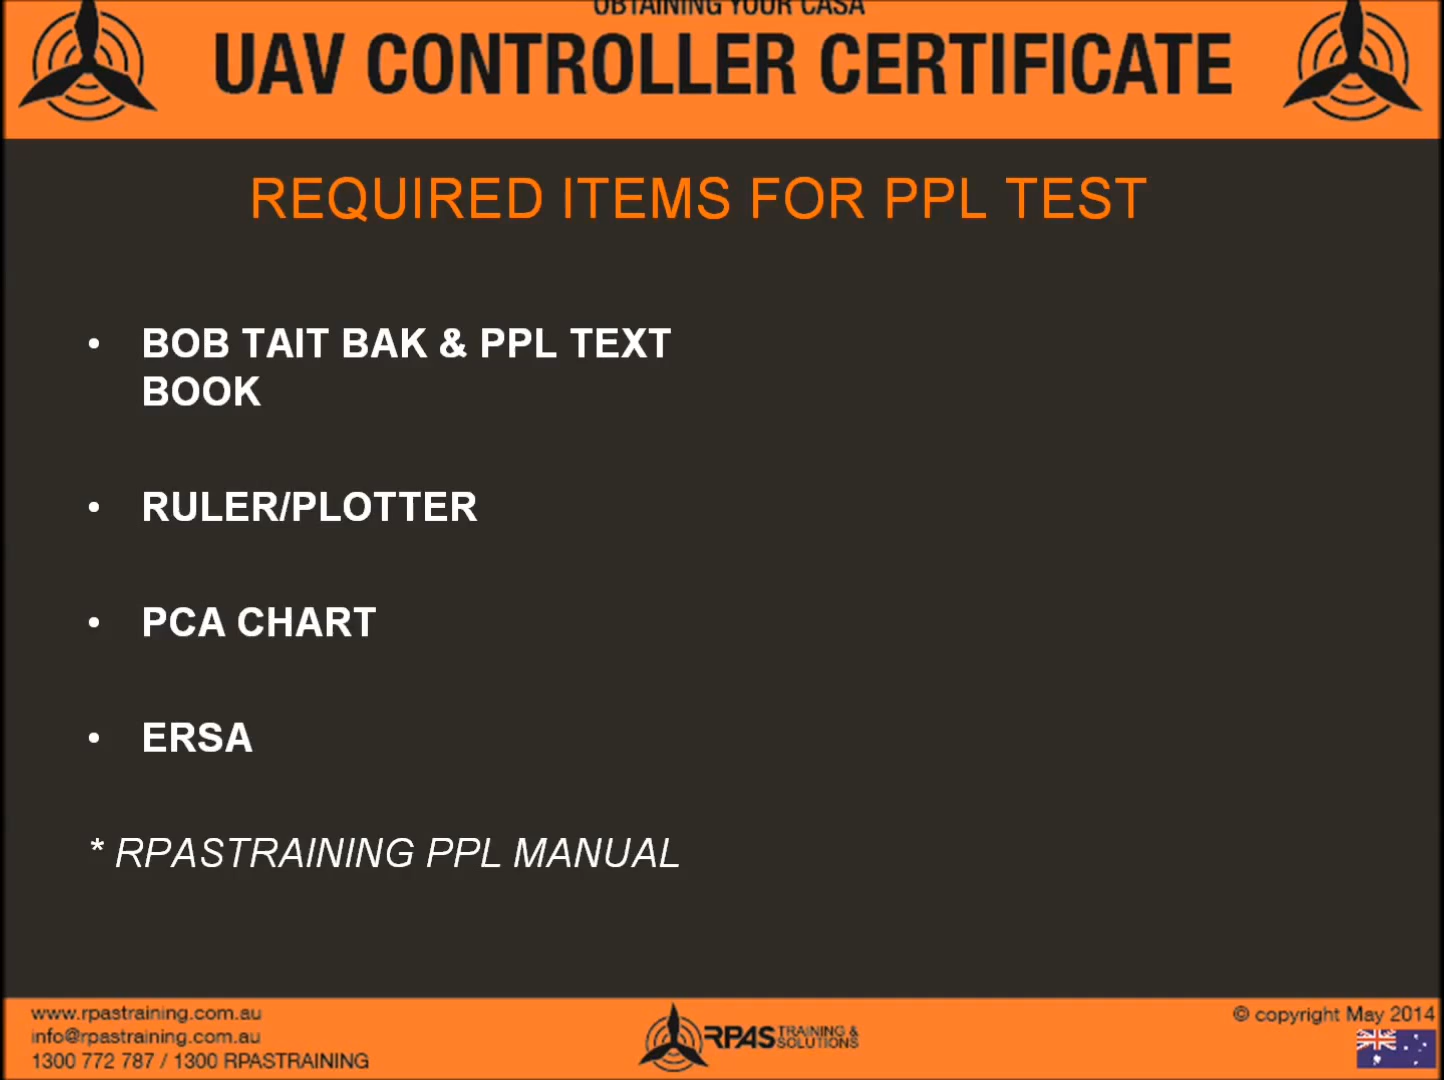 OBTAINING YOUR CASA
UAV CONTROLLER CERTIFICATE
REQUIRED ITEMS FOR PPL TEST
• BOB TAIT BAK & PPL TEXT
BOOK
• RULER/PLOTTER
• PCA CHART
• ERSA
* RPASTRAINING PPL MANUAL
www.rpastraining.com.au
info@rpastraining.com.au
1300 772 787 / 1300 RPASTRAINING
RPAS TRAINING &
SOLUTIONS
© copyright May 2014